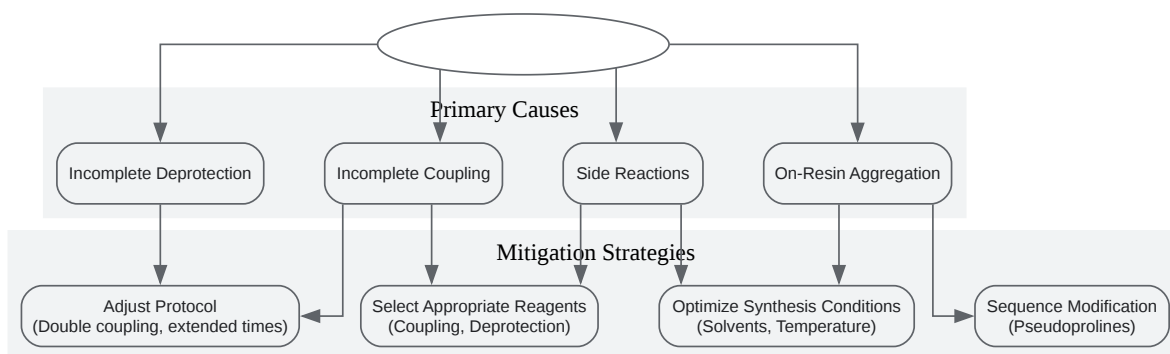 Primary Causes
Incomplete Deprotection
Incomplete Coupling
Side Reactions
On-Resin Aggregation
Mitigation Strategies
Adjust Protocol
(Double coupling, extended times)
Select Appropriate Reagents
(Coupling, Deprotection)
Optimize Synthesis Conditions
(Solvents, Temperature)
Sequence Modification
(Pseudoprolines)